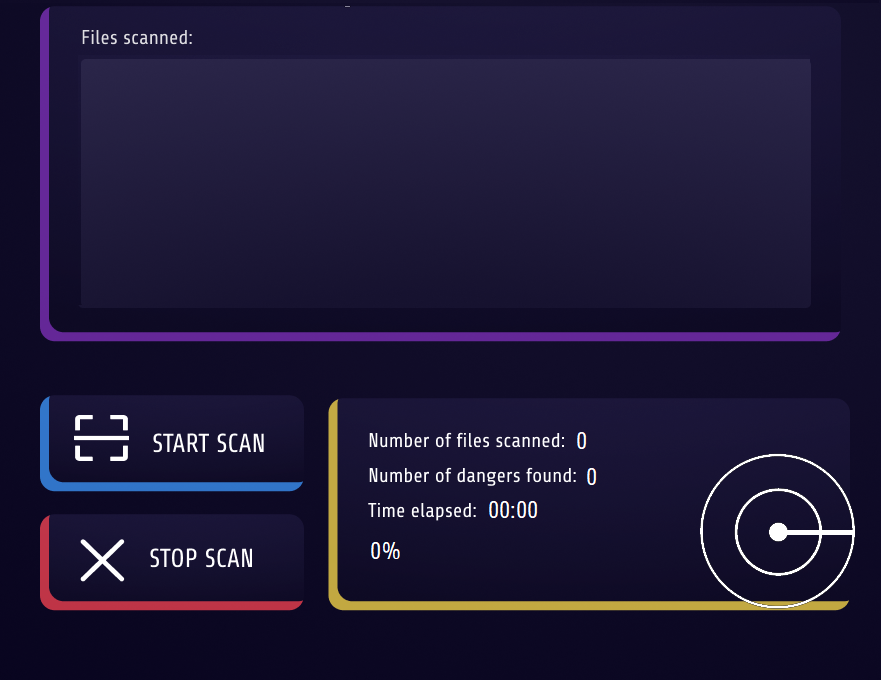 Files scanned:
START SCAN
STOP SCAN
Number of files scanned: 0
Number of dangers found: 0
Time elapsed: 00:00
0%